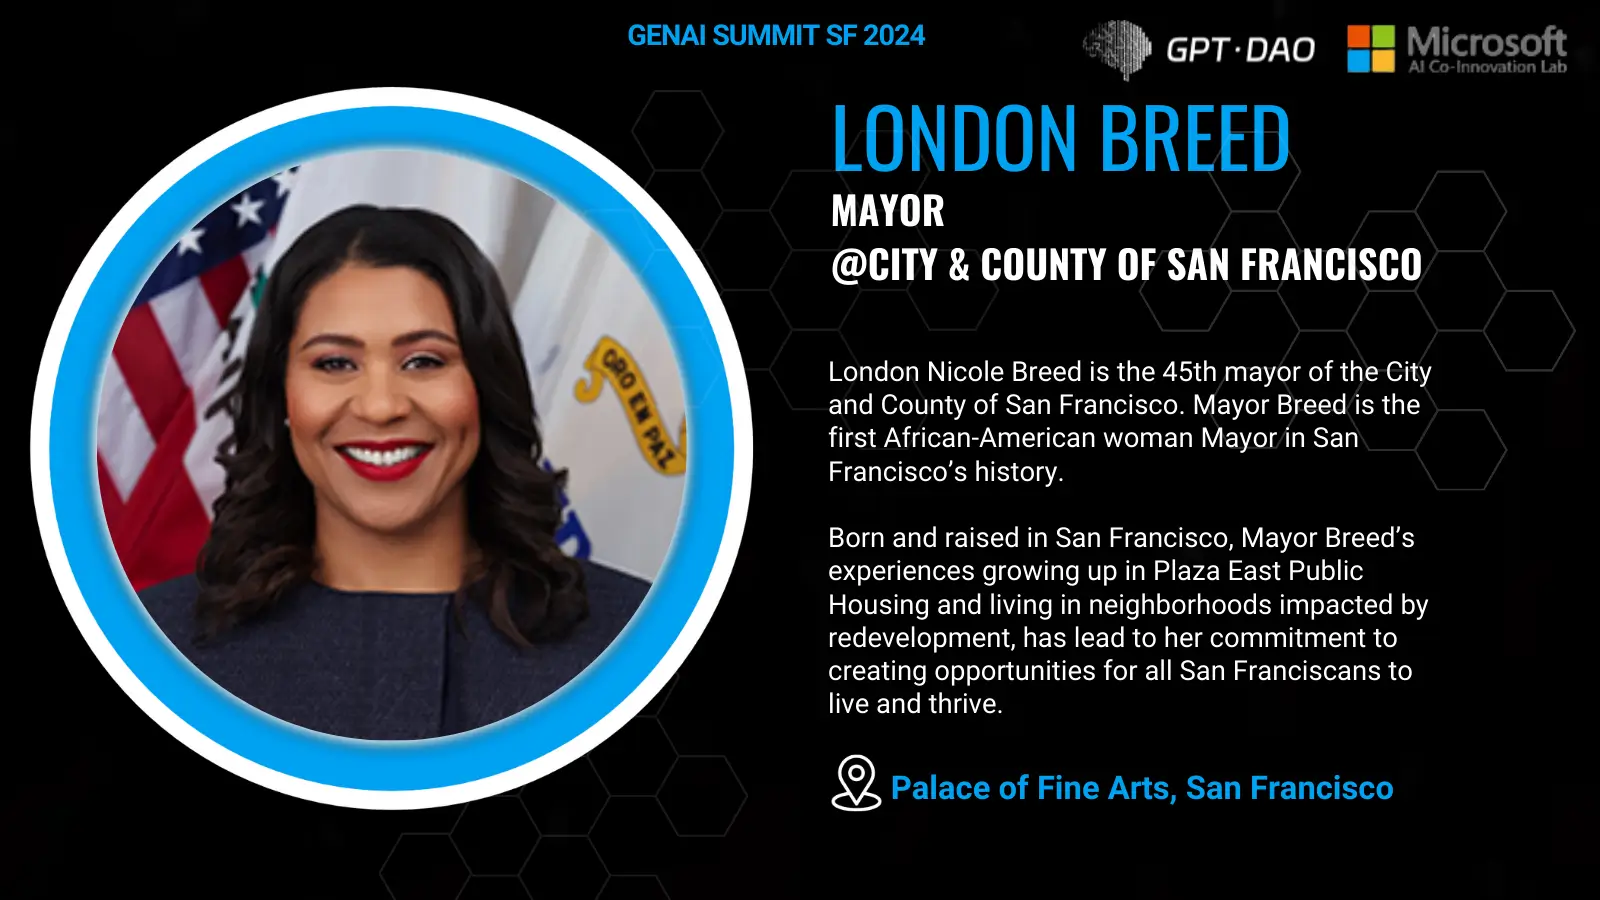 GENAI SUMMIT SF 2024
GPT·DAO
Microsoft
AI Co-Innovation Lab
LONDON BREED
MAYOR
@CITY & COUNTY OF SAN FRANCISCO
London Nicole Breed is the 45th mayor of the City
and County of San Francisco. Mayor Breed is the
first African-American woman Mayor in San
Francisco’s history.
Born and raised in San Francisco, Mayor Breed’s
experiences growing up in Plaza East Public
Housing and living in neighborhoods impacted by
redevelopment, has lead to her commitment to
creating opportunities for all San Franciscans to
live and thrive.
Palace of Fine Arts, San Francisco
ORO EN PAZ